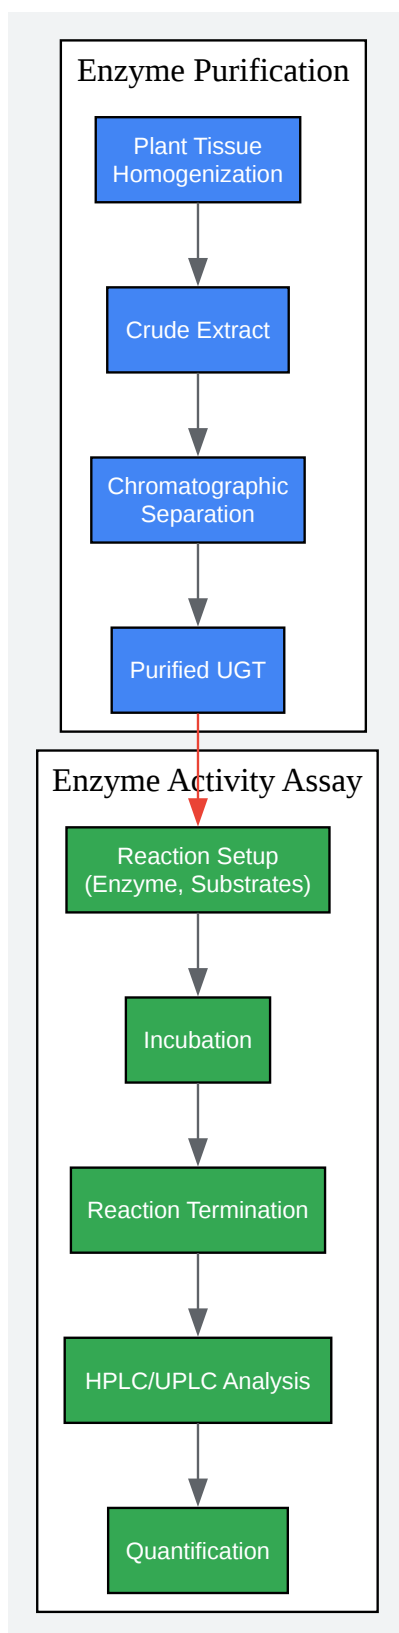 Enzyme Purification
Plant Tissue
Homogenization
Crude Extract
Chromatographic
Separation
Purified UGT
Enzyme Activity Assay
Reaction Setup
(Enzyme, Substrates)
Incubation
Reaction Termination
HPLC/UPLC Analysis
Quantification